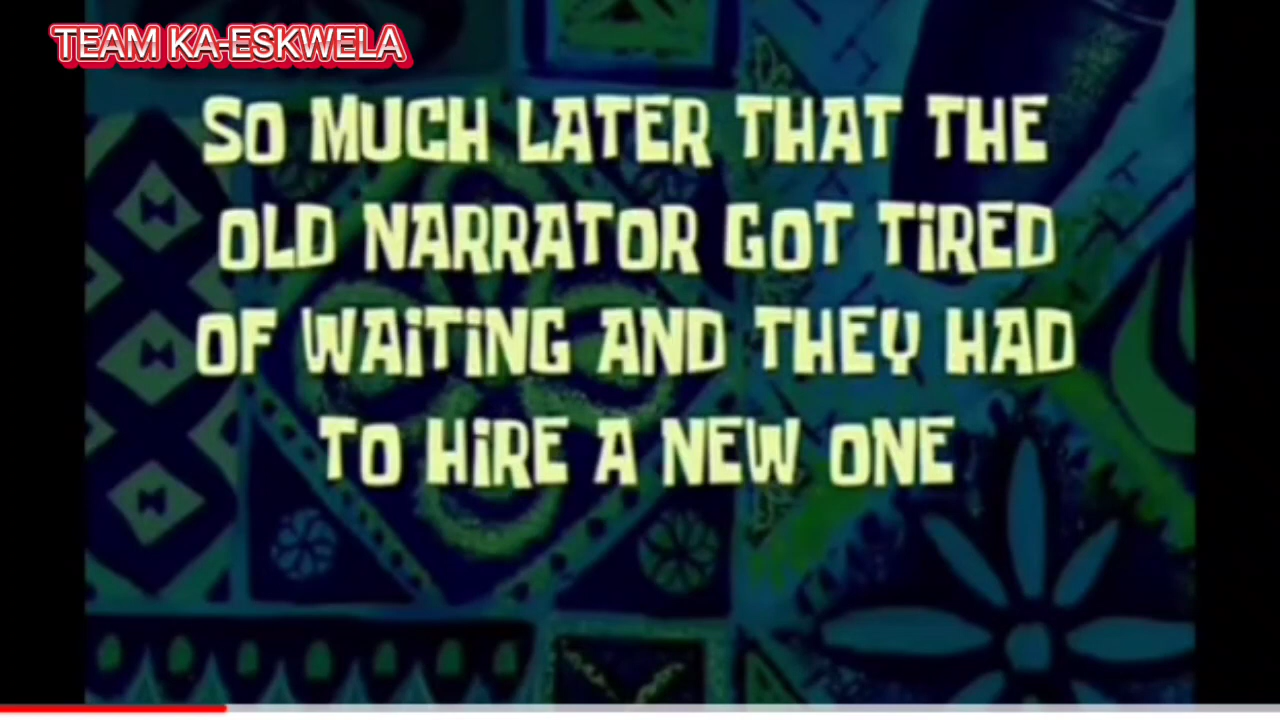 TEAM KA-ESKWELA
SO MUCH LATER THAT THE
OLD NARRATOR GOT TiRED
OF WAiTiNG AND THEY HAD
TO HiRE A NEW ONE